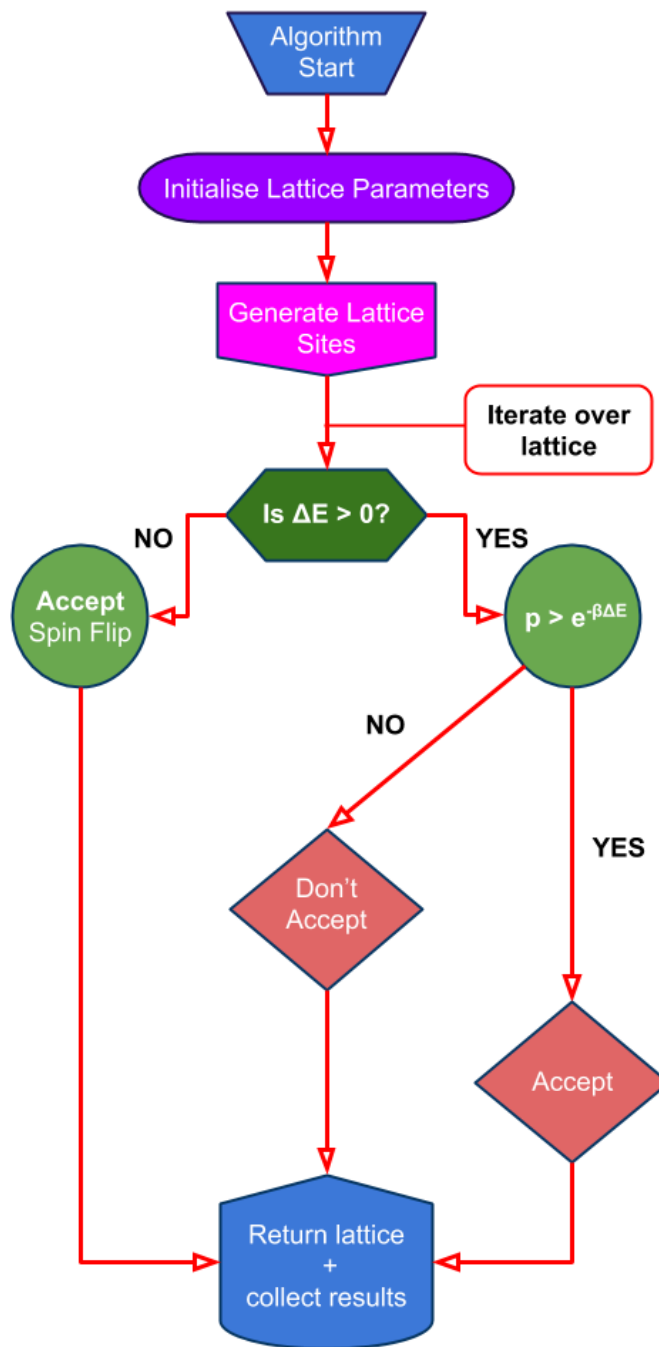 Algorithm
Start
Initialise Lattice Parameters
Generate Lattice
Sites
Iterate over
lattice
Is ΔE > 0?
NO
YES
Accept
Spin Flip
p > e^-βΔE
NO
YES
Don't
Accept
Accept
Return lattice
+
collect results